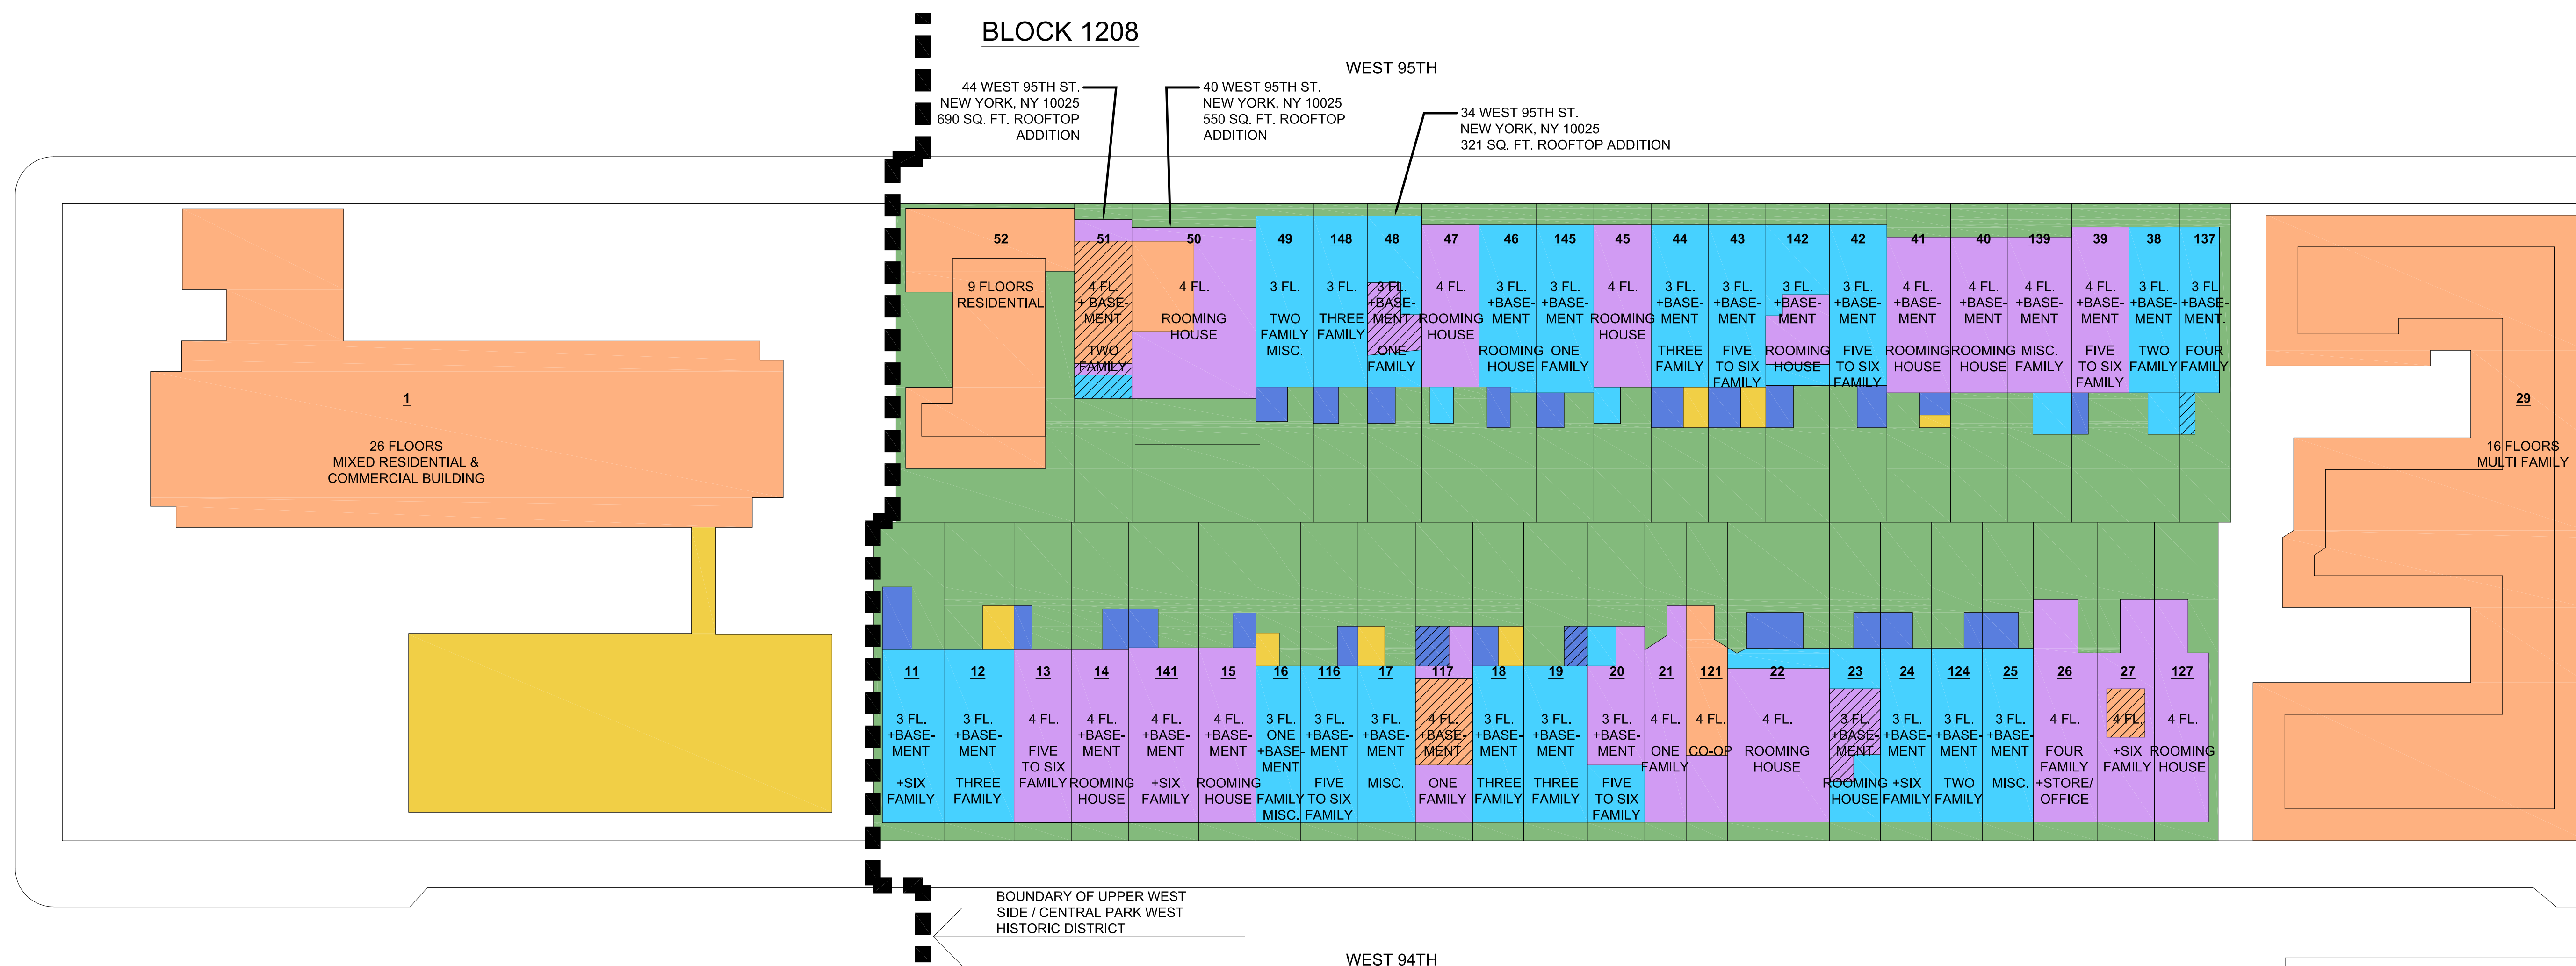 BLOCK 1208
WEST 95TH
44 WEST 95TH ST.
NEW YORK, NY 10025
690 SQ. FT. ROOFTOP
ADDITION
40 WEST 95TH ST.
NEW YORK, NY 10025
550 SQ. FT. ROOFTOP
ADDITION
34 WEST 95TH ST.
NEW YORK, NY 10025
321 SQ. FT. ROOFTOP ADDITION
1
26 FLOORS
MIXED RESIDENTIAL &
COMMERCIAL BUILDING
52
9 FLOORS
RESIDENTIAL
51
4 FL.
+ BASE-
MENT
TWO
FAMILY
50
4 FL.
ROOMING
HOUSE
49
3 FL.
TWO
FAMILY
MISC.
148
3 FL.
THREE
FAMILY
48
3 FL.
+BASE-
MENT
ONE
FAMILY
47
4 FL.
ROOMING
HOUSE
46
3 FL.
+BASE-
MENT
ROOMING
HOUSE
145
3 FL.
+BASE-
MENT
ONE
FAMILY
45
4 FL.
ROOMING
HOUSE
44
3 FL.
+BASE-
MENT
THREE
FAMILY
43
3 FL.
+BASE-
MENT
FIVE
TO SIX
FAMILY
142
3 FL.
+BASE-
MENT
ROOMING
HOUSE
42
3 FL.
+BASE-
MENT
FIVE
TO SIX
FAMILY
41
4 FL.
+BASE-
MENT
ROOMING
HOUSE
40
4 FL.
+BASE-
MENT
ROOMING
HOUSE
139
4 FL.
+BASE-
MENT
MISC.
FAMILY
39
4 FL.
+BASE-
MENT
FIVE
TO SIX
FAMILY
38
3 FL.
+BASE-
MENT
TWO
FAMILY
137
3 FL
+BASE-
MENT.
FOUR
FAMILY
29
16 FLOORS
MULTI FAMILY
11
3 FL.
+BASE-
MENT
+SIX
FAMILY
12
3 FL.
+BASE-
MENT
THREE
FAMILY
13
4 FL.
FIVE
TO SIX
FAMILY
14
4 FL.
+BASE-
MENT
ROOMING
HOUSE
141
4 FL.
+BASE-
MENT
+SIX
FAMILY
15
4 FL.
+BASE-
MENT
ROOMING
HOUSE
16
3 FL.
ONE
+BASE-
MENT
FAMILY
MISC.
116
3 FL.
+BASE-
MENT
FIVE
TO SIX
FAMILY
17
3 FL.
+BASE-
MENT
MISC.
117
4 FL.
+BASE-
MENT
ONE
FAMILY
18
3 FL.
+BASE-
MENT
THREE
FAMILY
19
3 FL.
+BASE-
MENT
THREE
FAMILY
20
3 FL.
+BASE-
MENT
FIVE
TO SIX
FAMILY
21
4 FL.
ONE
FAMILY
121
4 FL.
CO-OP
22
4 FL.
ROOMING
HOUSE
23
3 FL.
+BASE-
MENT
ROOMING
HOUSE
24
3 FL.
+BASE-
MENT
+SIX
FAMILY
124
3 FL.
+BASE-
MENT
TWO
FAMILY
25
3 FL.
+BASE-
MENT
MISC.
26
4 FL.
FOUR
FAMILY
+STORE/
OFFICE
27
4 FL.
+SIX
FAMILY
127
4 FL.
ROOMING
HOUSE
BOUNDARY OF UPPER WEST
SIDE / CENTRAL PARK WEST
HISTORIC DISTRICT
WEST 94TH